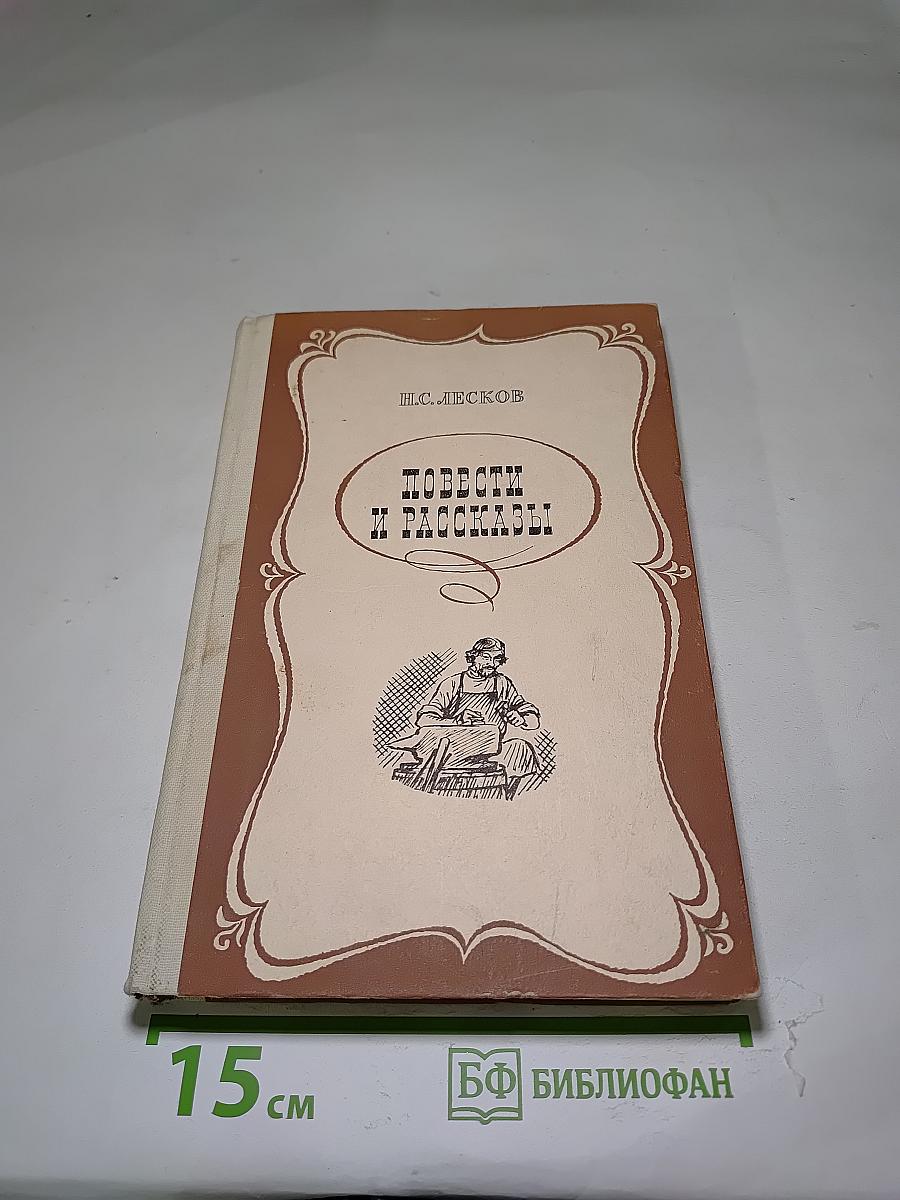 Н.С. ЛЕСКОВ
ПОВЕСТИ
И РАССКАЗЫ
15 см
БФ БИБЛИОФАН